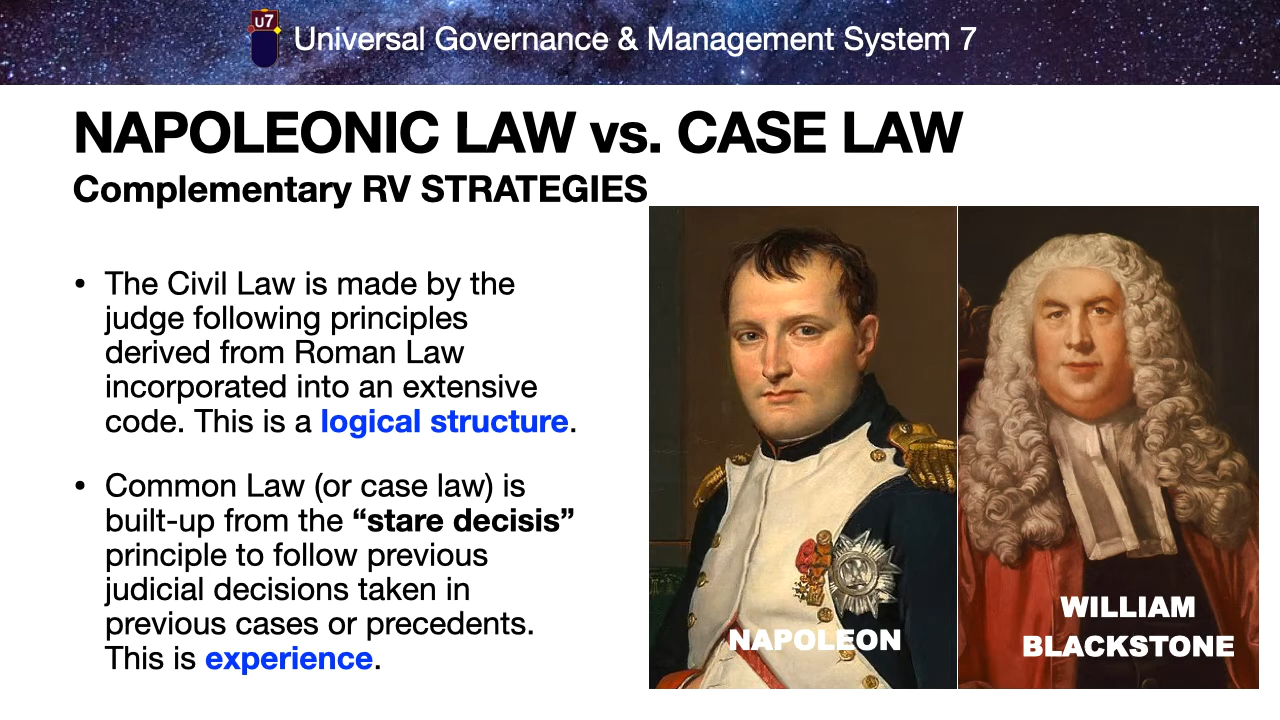 U7
Universal Governance & Management System 7
NAPOLEONIC LAW vs. CASE LAW
Complementary RV STRATEGIES
• The Civil Law is made by the
judge following principles
derived from Roman Law
incorporated into an extensive
code. This is a logical structure.
• Common Law (or case law) is
built-up from the “stare decisis”
principle to follow previous
judicial decisions taken in
previous cases or precedents.
This is experience.
NAPOLEON
WILLIAM
BLACKSTONE